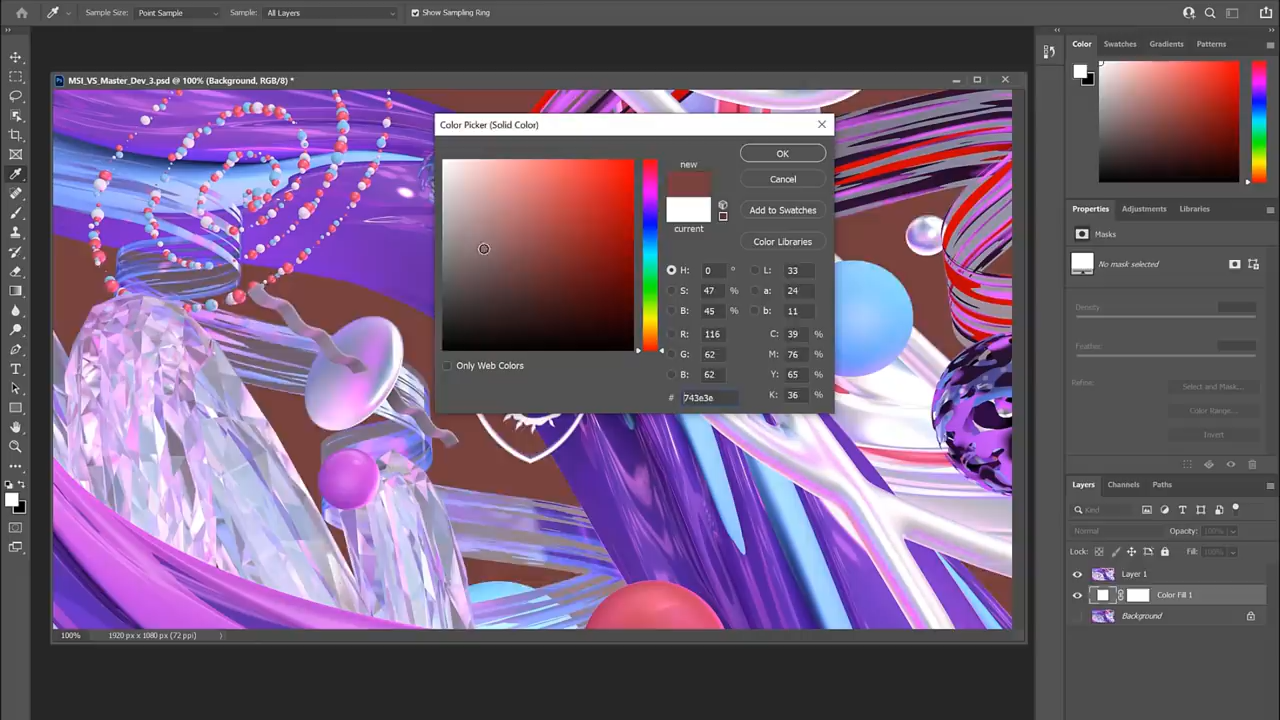 Sample Size: Point Sample Sample: All Layers Show Sampling Ring
MSI_VS_Master_Dev_3.psd @ 100% (Background, RGB/8) *
Color Picker (Solid Color)
new
current
OK
Cancel
Add to Swatches
Color Libraries
H: 0 ° L: 33
S: 47 % a: 24
B: 45 % b: 11
R: 116 C: 39 %
G: 62 M: 76 %
B: 62 Y: 65 %
# 743e3e K: 36 %
Only Web Colors
100% 1920 px x 1080 px (72 ppi)
Color Swatches Gradients Patterns
Properties Adjustments Libraries
Masks
No mask selected
Density:
Feather:
Refine: Select and Mask...
Color Range...
Invert
Layers Channels Paths
Kind
Normal Opacity: 100%
Lock: Fill: 100%
Layer 1
Color Fill 1
Background